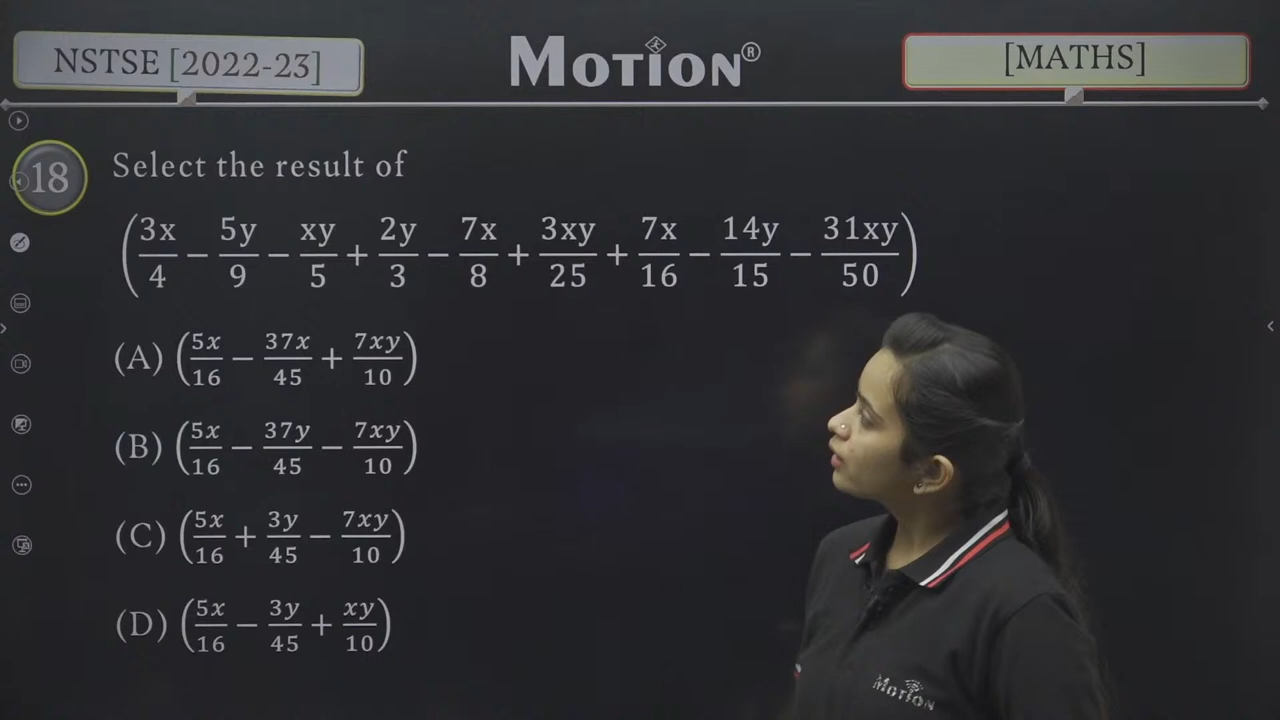 NSTSE [2022-23]
MOTION®
[MATHS]
18
Select the result of
(3x/4 − 5y/9 − xy/5 + 2y/3 − 7x/8 + 3xy/25 + 7x/16 − 14y/15 − 31xy/50)
(A) (5x/16 − 37x/45 + 7xy/10)
(B) (5x/16 − 37y/45 − 7xy/10)
(C) (5x/16 + 3y/45 − 7xy/10)
(D) (5x/16 − 3y/45 + xy/10)
MOTION